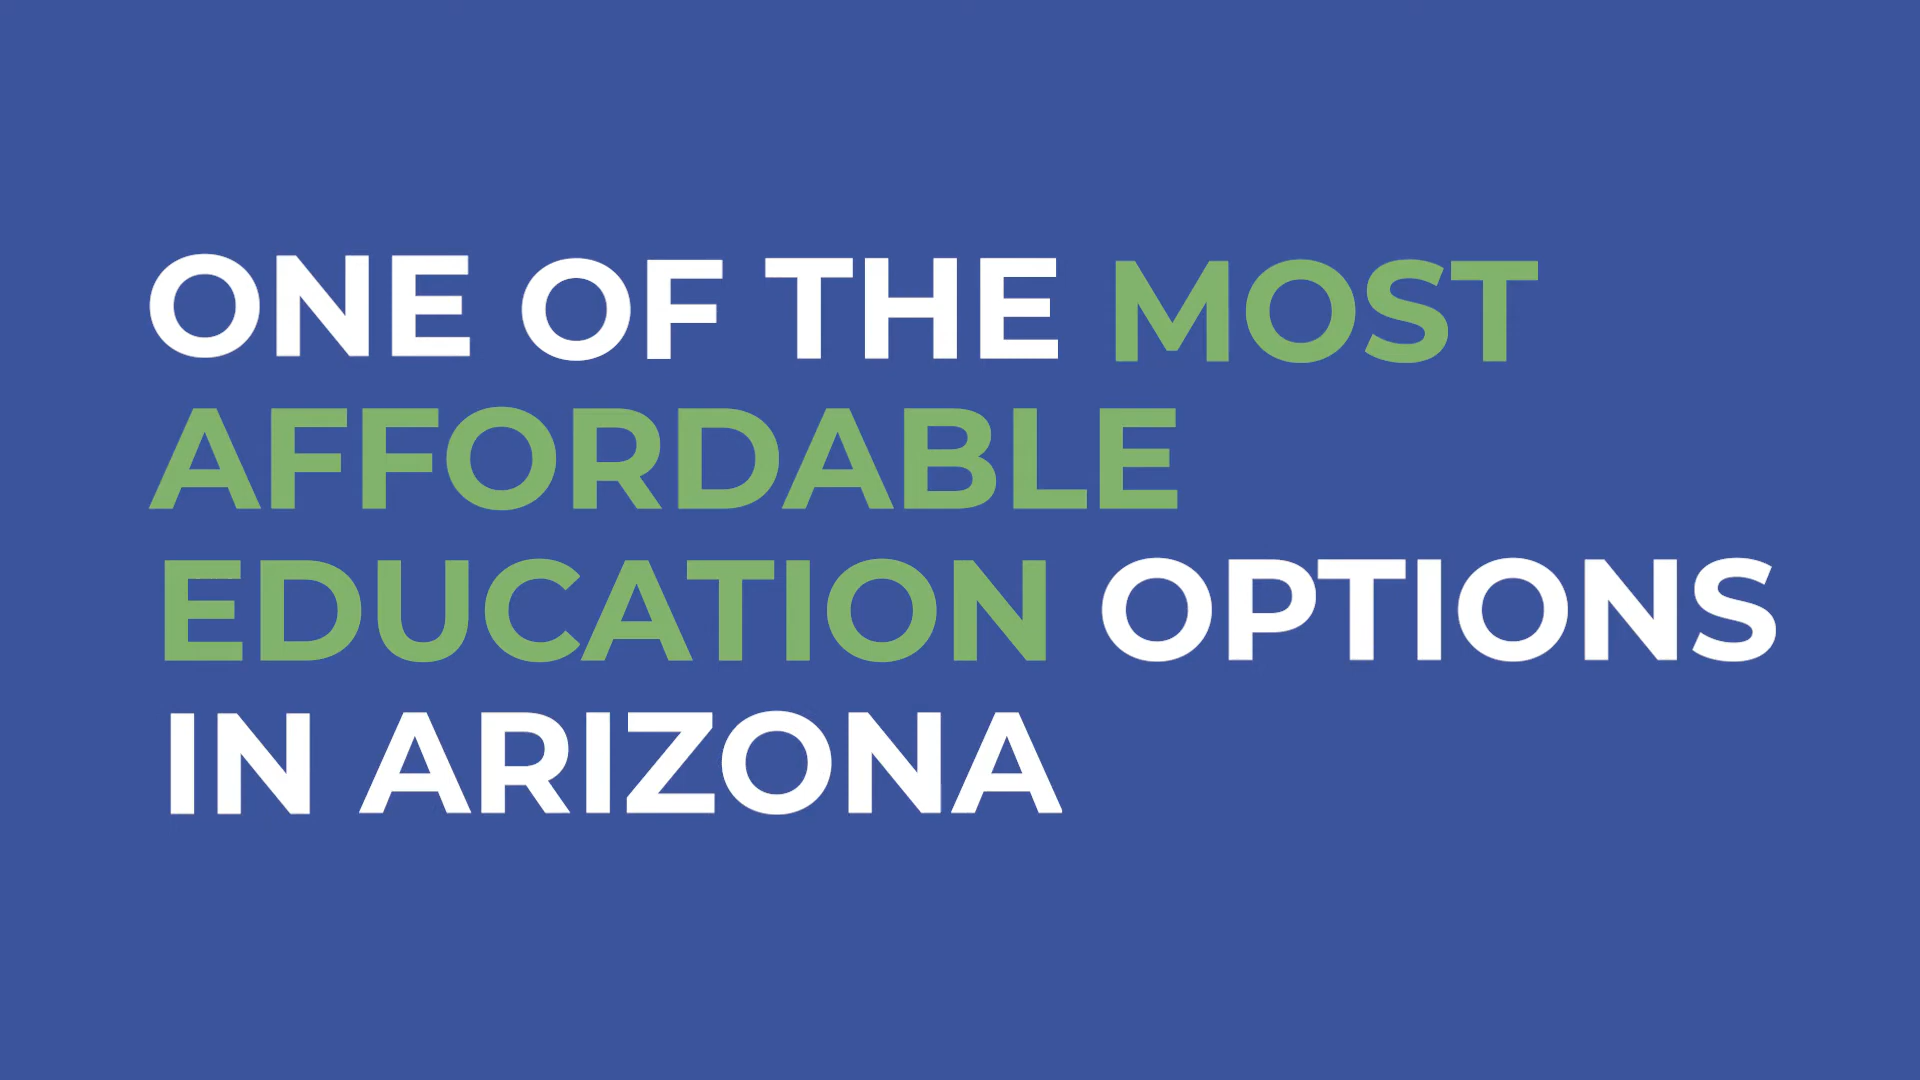 ONE OF THE MOST
AFFORDABLE
EDUCATION OPTIONS
IN ARIZONA